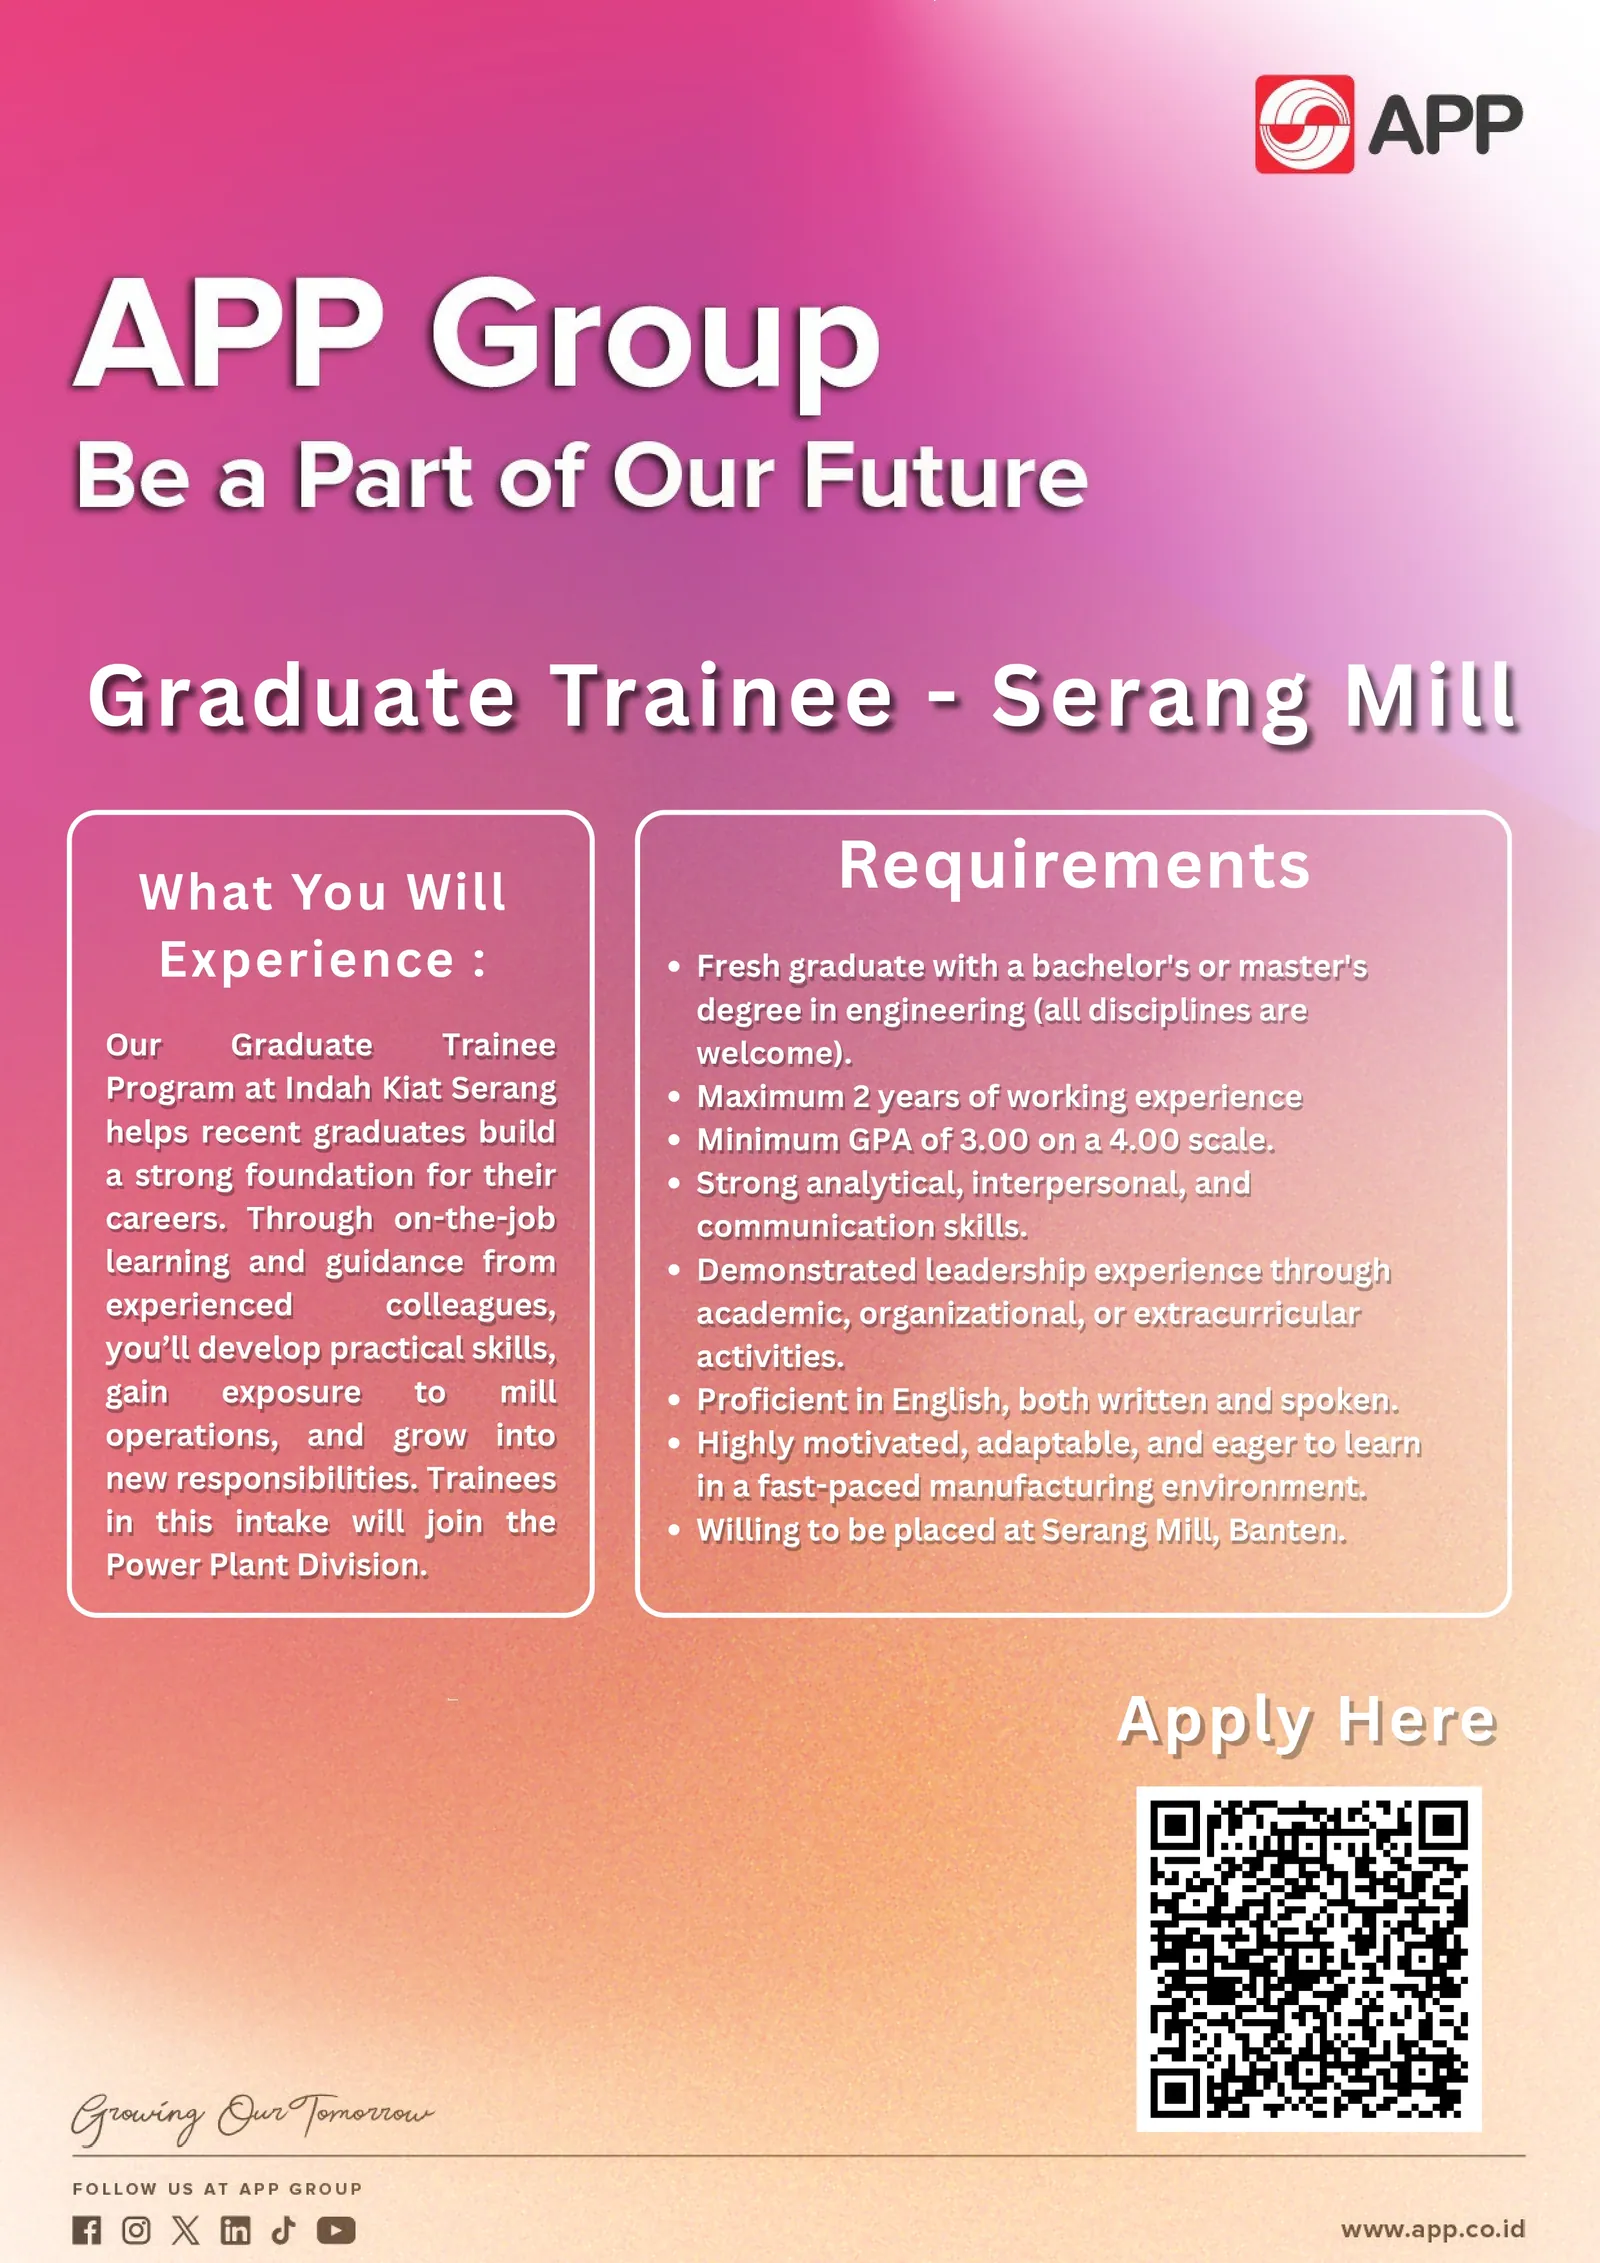 APP
APP Group
Be a Part of Our Future
Graduate Trainee - Serang Mill
What You Will
Experience :
Our Graduate Trainee
Program at Indah Kiat Serang
helps recent graduates build
a strong foundation for their
careers. Through on-the-job
learning and guidance from
experienced colleagues,
you’ll develop practical skills,
gain exposure to mill
operations, and grow into
new responsibilities. Trainees
in this intake will join the
Power Plant Division.
Requirements
• Fresh graduate with a bachelor's or master's
degree in engineering (all disciplines are
welcome).
• Maximum 2 years of working experience
• Minimum GPA of 3.00 on a 4.00 scale.
• Strong analytical, interpersonal, and
communication skills.
• Demonstrated leadership experience through
academic, organizational, or extracurricular
activities.
• Proficient in English, both written and spoken.
• Highly motivated, adaptable, and eager to learn
in a fast-paced manufacturing environment.
• Willing to be placed at Serang Mill, Banten.
Apply Here
Growing Our Tomorrow
FOLLOW US AT APP GROUP
www.app.co.id